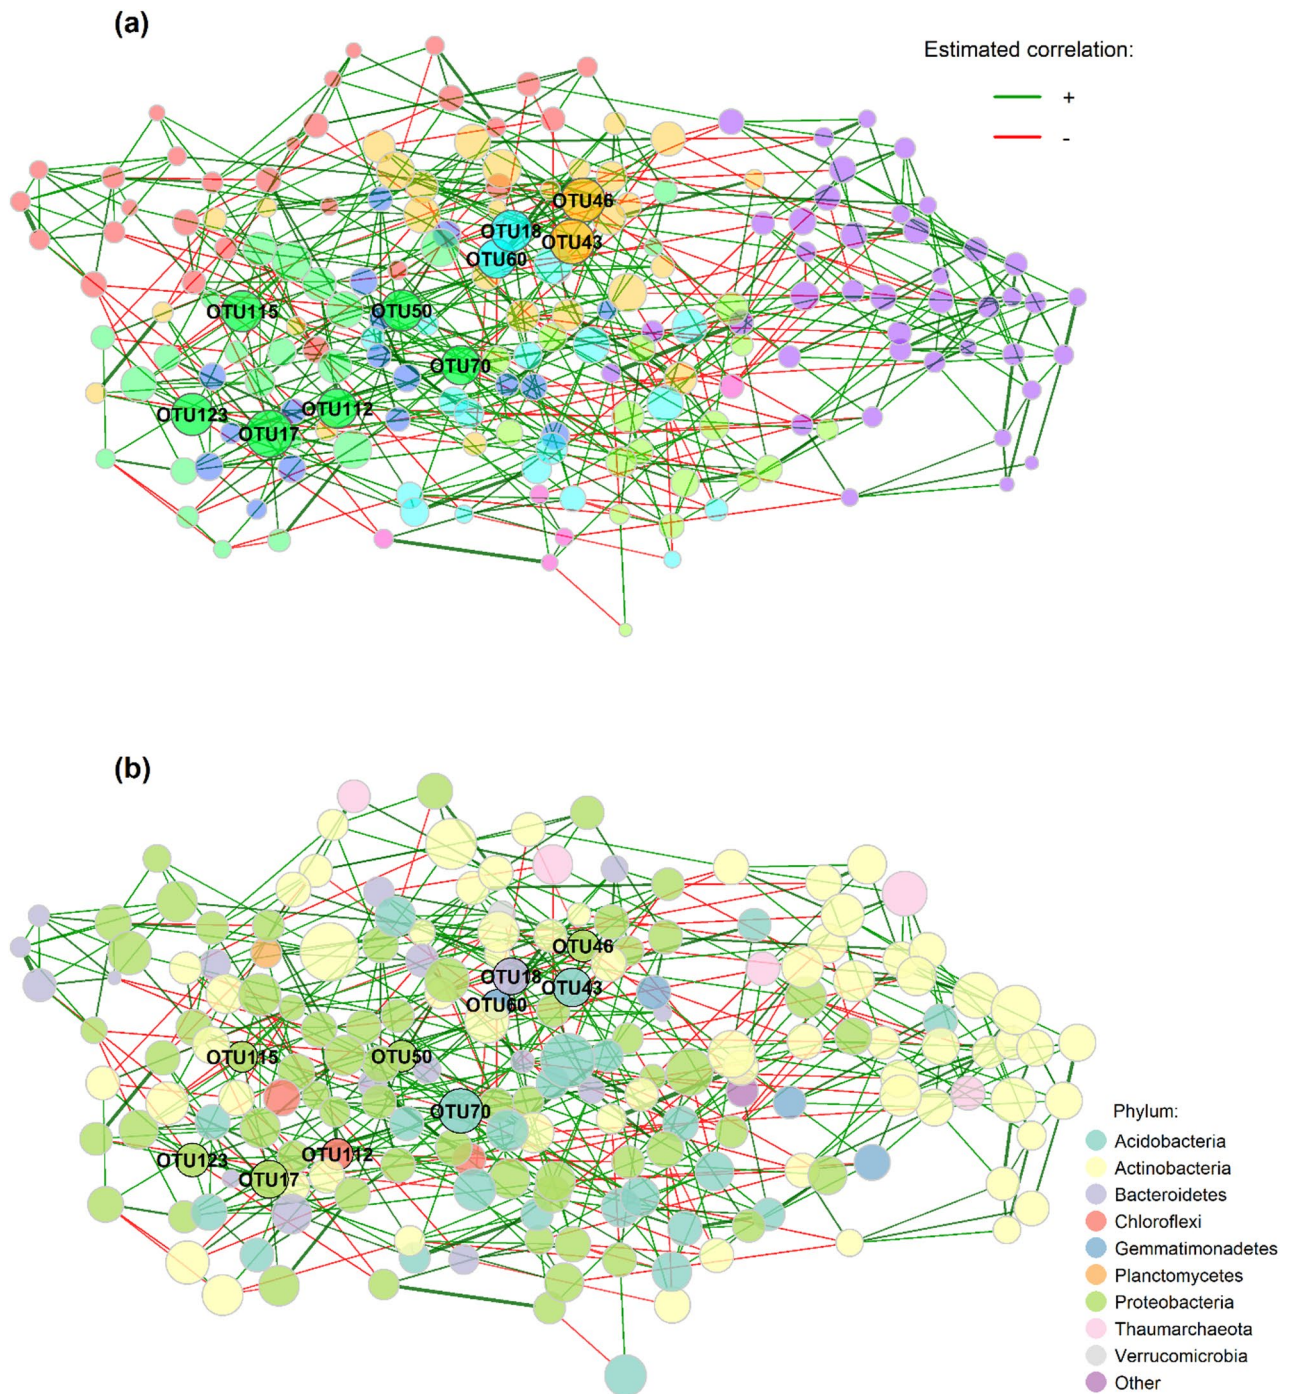 (a)
Estimated correlation:
+
-
OTU46
OTU18
OTU43
OTU60
OTU115
OTU50
OTU70
OTU123
OTU112
OTU17
(b)
OTU46
OTU18
OTU43
OTU60
OTU115
OTU50
OTU70
OTU123
OTU112
OTU17
Phylum:
Acidobacteria
Actinobacteria
Bacteroidetes
Chloroflexi
Gemmatimonadetes
Planctomycetes
Proteobacteria
Thaumarchaeota
Verrucomicrobia
Other